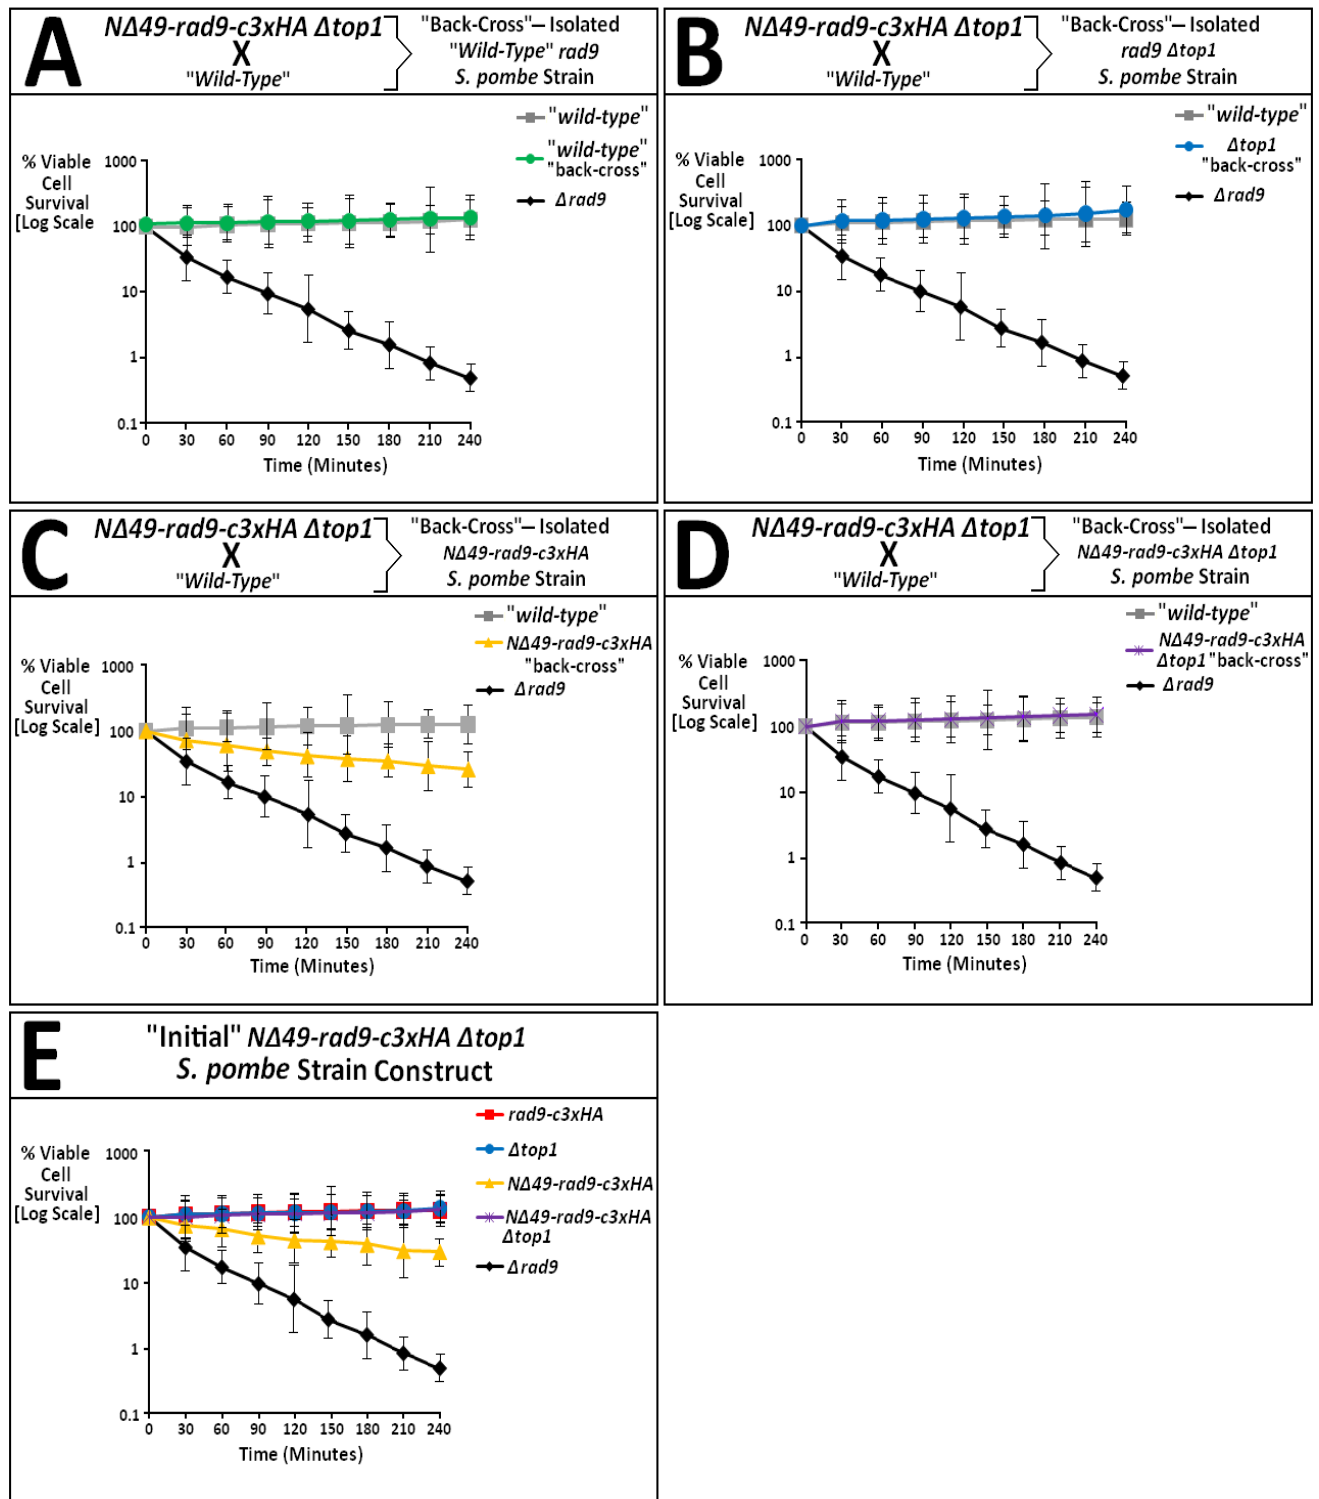 A
NΔ49-rad9-c3xHA Δtop1
X
"Wild-Type"
"Back-Cross"– Isolated
"Wild-Type" rad9
S. pombe Strain
"wild-type"
"wild-type"
"back-cross"
Δrad9
% Viable
Cell
Survival
[Log Scale
1000
100
10
1
0.1
0 30 60 90 120 150 180 210 240
Time (Minutes)
B
NΔ49-rad9-c3xHA Δtop1
X
"Wild-Type"
"Back-Cross"– Isolated
rad9 Δtop1
S. pombe Strain
"wild-type"
Δtop1
"back-cross"
Δrad9
% Viable
Cell
Survival
[Log Scale]
1000
100
10
1
0.1
0 30 60 90 120 150 180 210 240
Time (Minutes)
C
NΔ49-rad9-c3xHA Δtop1
X
"Wild-Type"
"Back-Cross"– Isolated
NΔ49-rad9-c3xHA
S. pombe Strain
"wild-type"
NΔ49-rad9-c3xHA
"back-cross"
Δrad9
% Viable
Cell
Survival
[Log Scale]
1000
100
10
1
0.1
0 30 60 90 120 150 180 210 240
Time (Minutes)
D
NΔ49-rad9-c3xHA Δtop1
X
"Wild-Type"
"Back-Cross"– Isolated
NΔ49-rad9-c3xHA Δtop1
S. pombe Strain
"wild-type"
NΔ49-rad9-c3xHA
Δtop1 "back-cross"
Δrad9
% Viable
Cell
Survival
[Log Scale]
1000
100
10
1
0.1
0 30 60 90 120 150 180 210 240
Time (Minutes)
E
"Initial" NΔ49-rad9-c3xHA Δtop1
S. pombe Strain Construct
rad9-c3xHA
Δtop1
NΔ49-rad9-c3xHA
NΔ49-rad9-c3xHA
Δtop1
Δrad9
% Viable
Cell
Survival
[Log Scale]
1000
100
10
1
0.1
0 30 60 90 120 150 180 210 240
Time (Minutes)